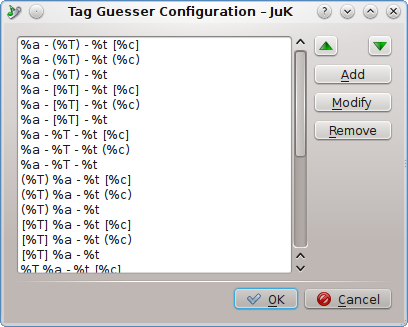 Tag Guesser Configuration – JuK
%a - (%T) - %t [%c]
%a - (%T) - %t (%c)
%a - (%T) - %t
%a - [%T] - %t [%c]
%a - [%T] - %t (%c)
%a - [%T] - %t
%a - %T - %t [%c]
%a - %T - %t (%c)
%a - %T - %t
(%T) %a - %t [%c]
(%T) %a - %t (%c)
(%T) %a - %t
[%T] %a - %t [%c]
[%T] %a - %t (%c)
[%T] %a - %t
%T %a - %t [%c]
Add
Modify
Remove
OK
Cancel